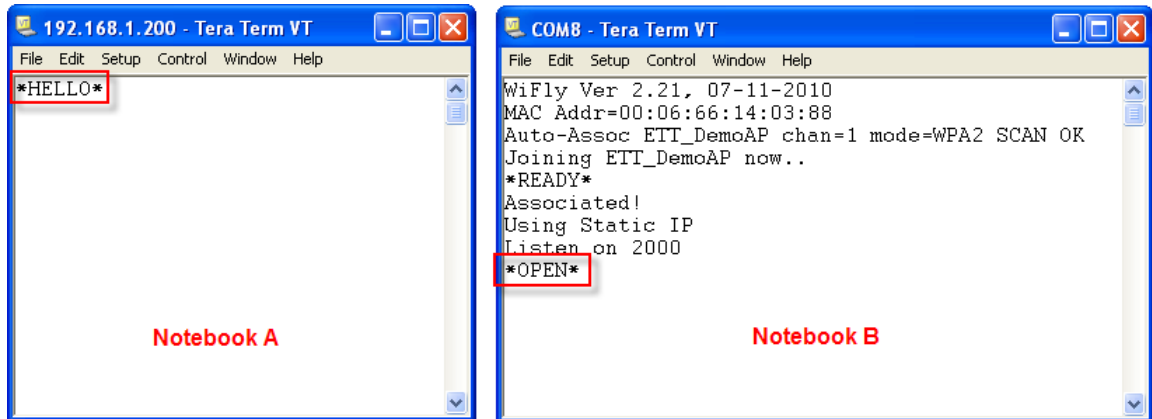 192.168.1.200 - Tera Term VT
File Edit Setup Control Window Help
*HELLO*
Notebook A
COM8 - Tera Term VT
File Edit Setup Control Window Help
WiFly Ver 2.21, 07-11-2010
MAC Addr=00:06:66:14:03:88
Auto-Assoc ETT_DemoAP chan=1 mode=WPA2 SCAN OK
Joining ETT_DemoAP now..
*READY*
Associated!
Using Static IP
Listen on 2000
*OPEN*
Notebook B